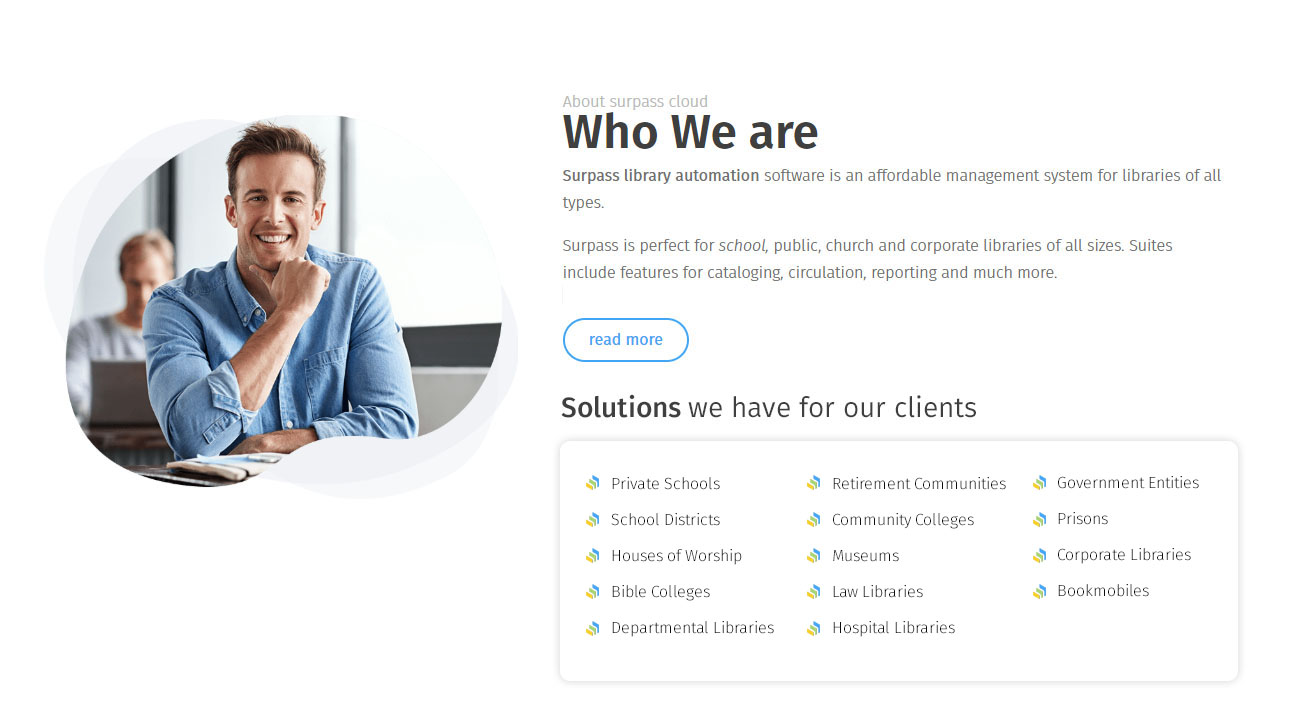 About surpass cloud
Who We are
Surpass library automation software is an affordable management system for libraries of all
types.
Surpass is perfect for school, public, church and corporate libraries of all sizes. Suites
include features for cataloging, circulation, reporting and much more.
read more
Solutions we have for our clients
Private Schools
School Districts
Houses of Worship
Bible Colleges
Departmental Libraries
Retirement Communities
Community Colleges
Museums
Law Libraries
Hospital Libraries
Government Entities
Prisons
Corporate Libraries
Bookmobiles